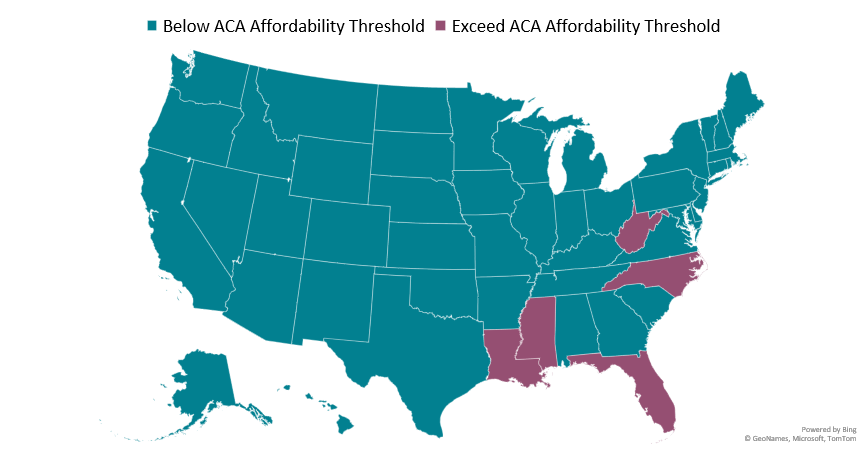 Below ACA Affordability Threshold Exceed ACA Affordability Threshold
Powered by Bing
© GeoNames, Microsoft, TomTom